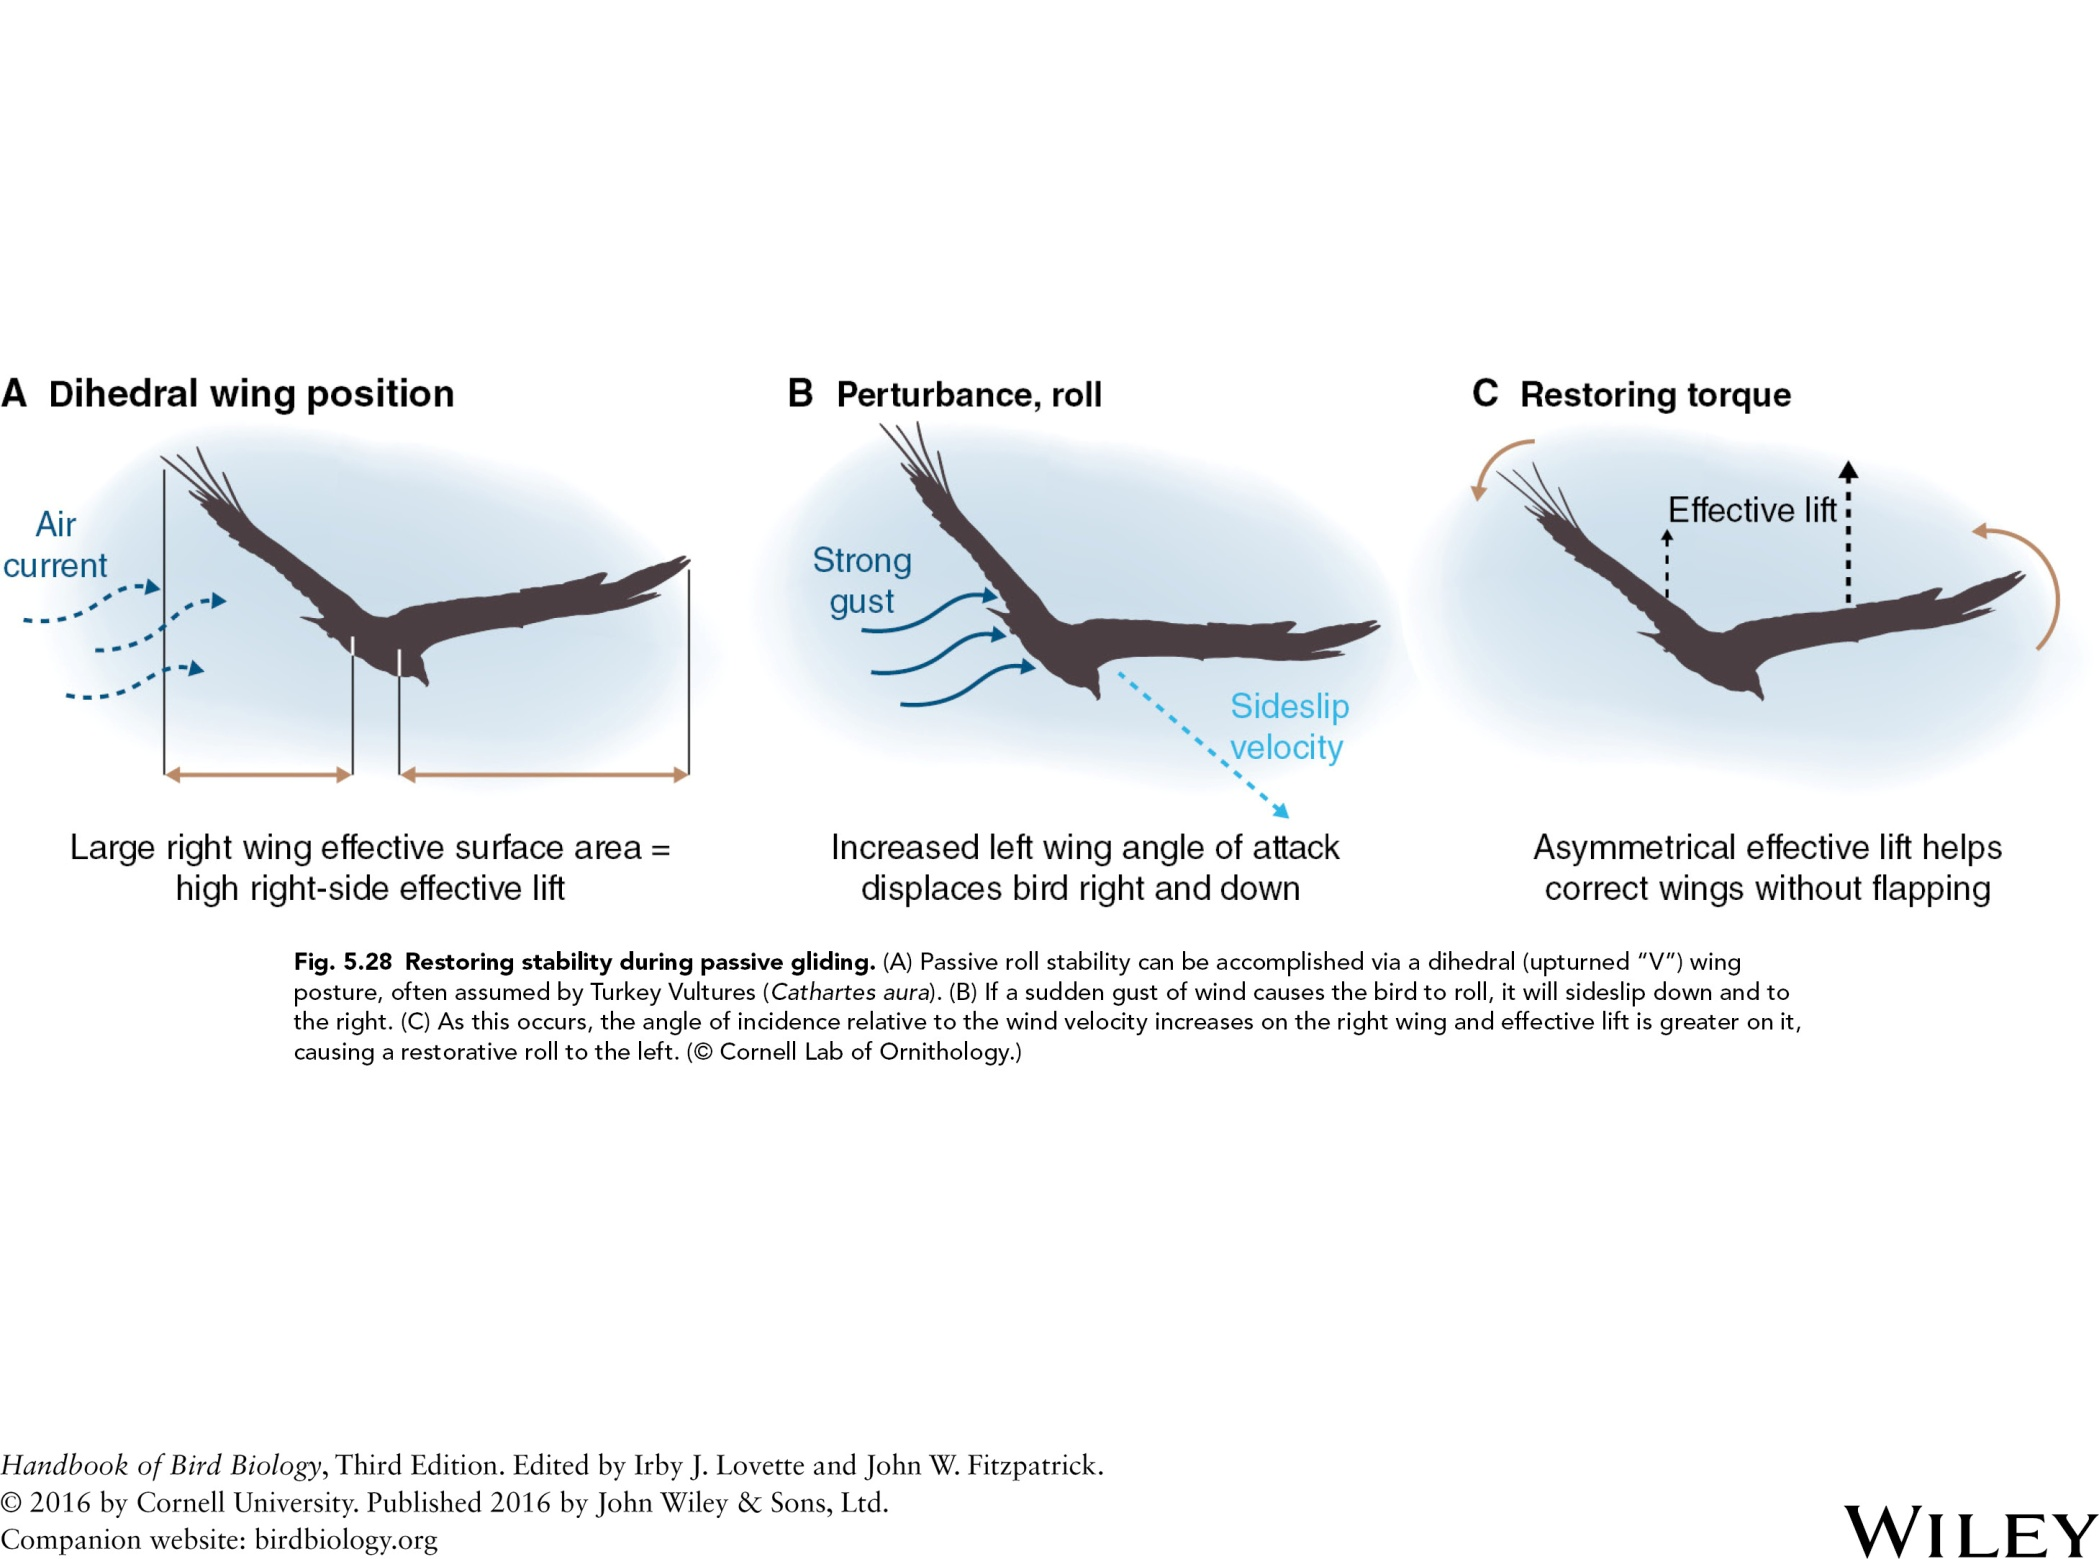 A Dihedral wing position
Air
current
Large right wing effective surface area =
high right-side effective lift
B Perturbance, roll
Strong
gust
Sideslip
velocity
Increased left wing angle of attack
displaces bird right and down
C Restoring torque
Effective lift
Asymmetrical effective lift helps
correct wings without flapping
Fig. 5.28 Restoring stability during passive gliding. (A) Passive roll stability can be accomplished via a dihedral (upturned “V”) wing
posture, often assumed by Turkey Vultures (Cathartes aura). (B) If a sudden gust of wind causes the bird to roll, it will sideslip down and to
the right. (C) As this occurs, the angle of incidence relative to the wind velocity increases on the right wing and effective lift is greater on it,
causing a restorative roll to the left. (© Cornell Lab of Ornithology.)
Handbook of Bird Biology, Third Edition. Edited by Irby J. Lovette and John W. Fitzpatrick.
© 2016 by Cornell University. Published 2016 by John Wiley & Sons, Ltd.
Companion website: birdbiology.org
WILEY